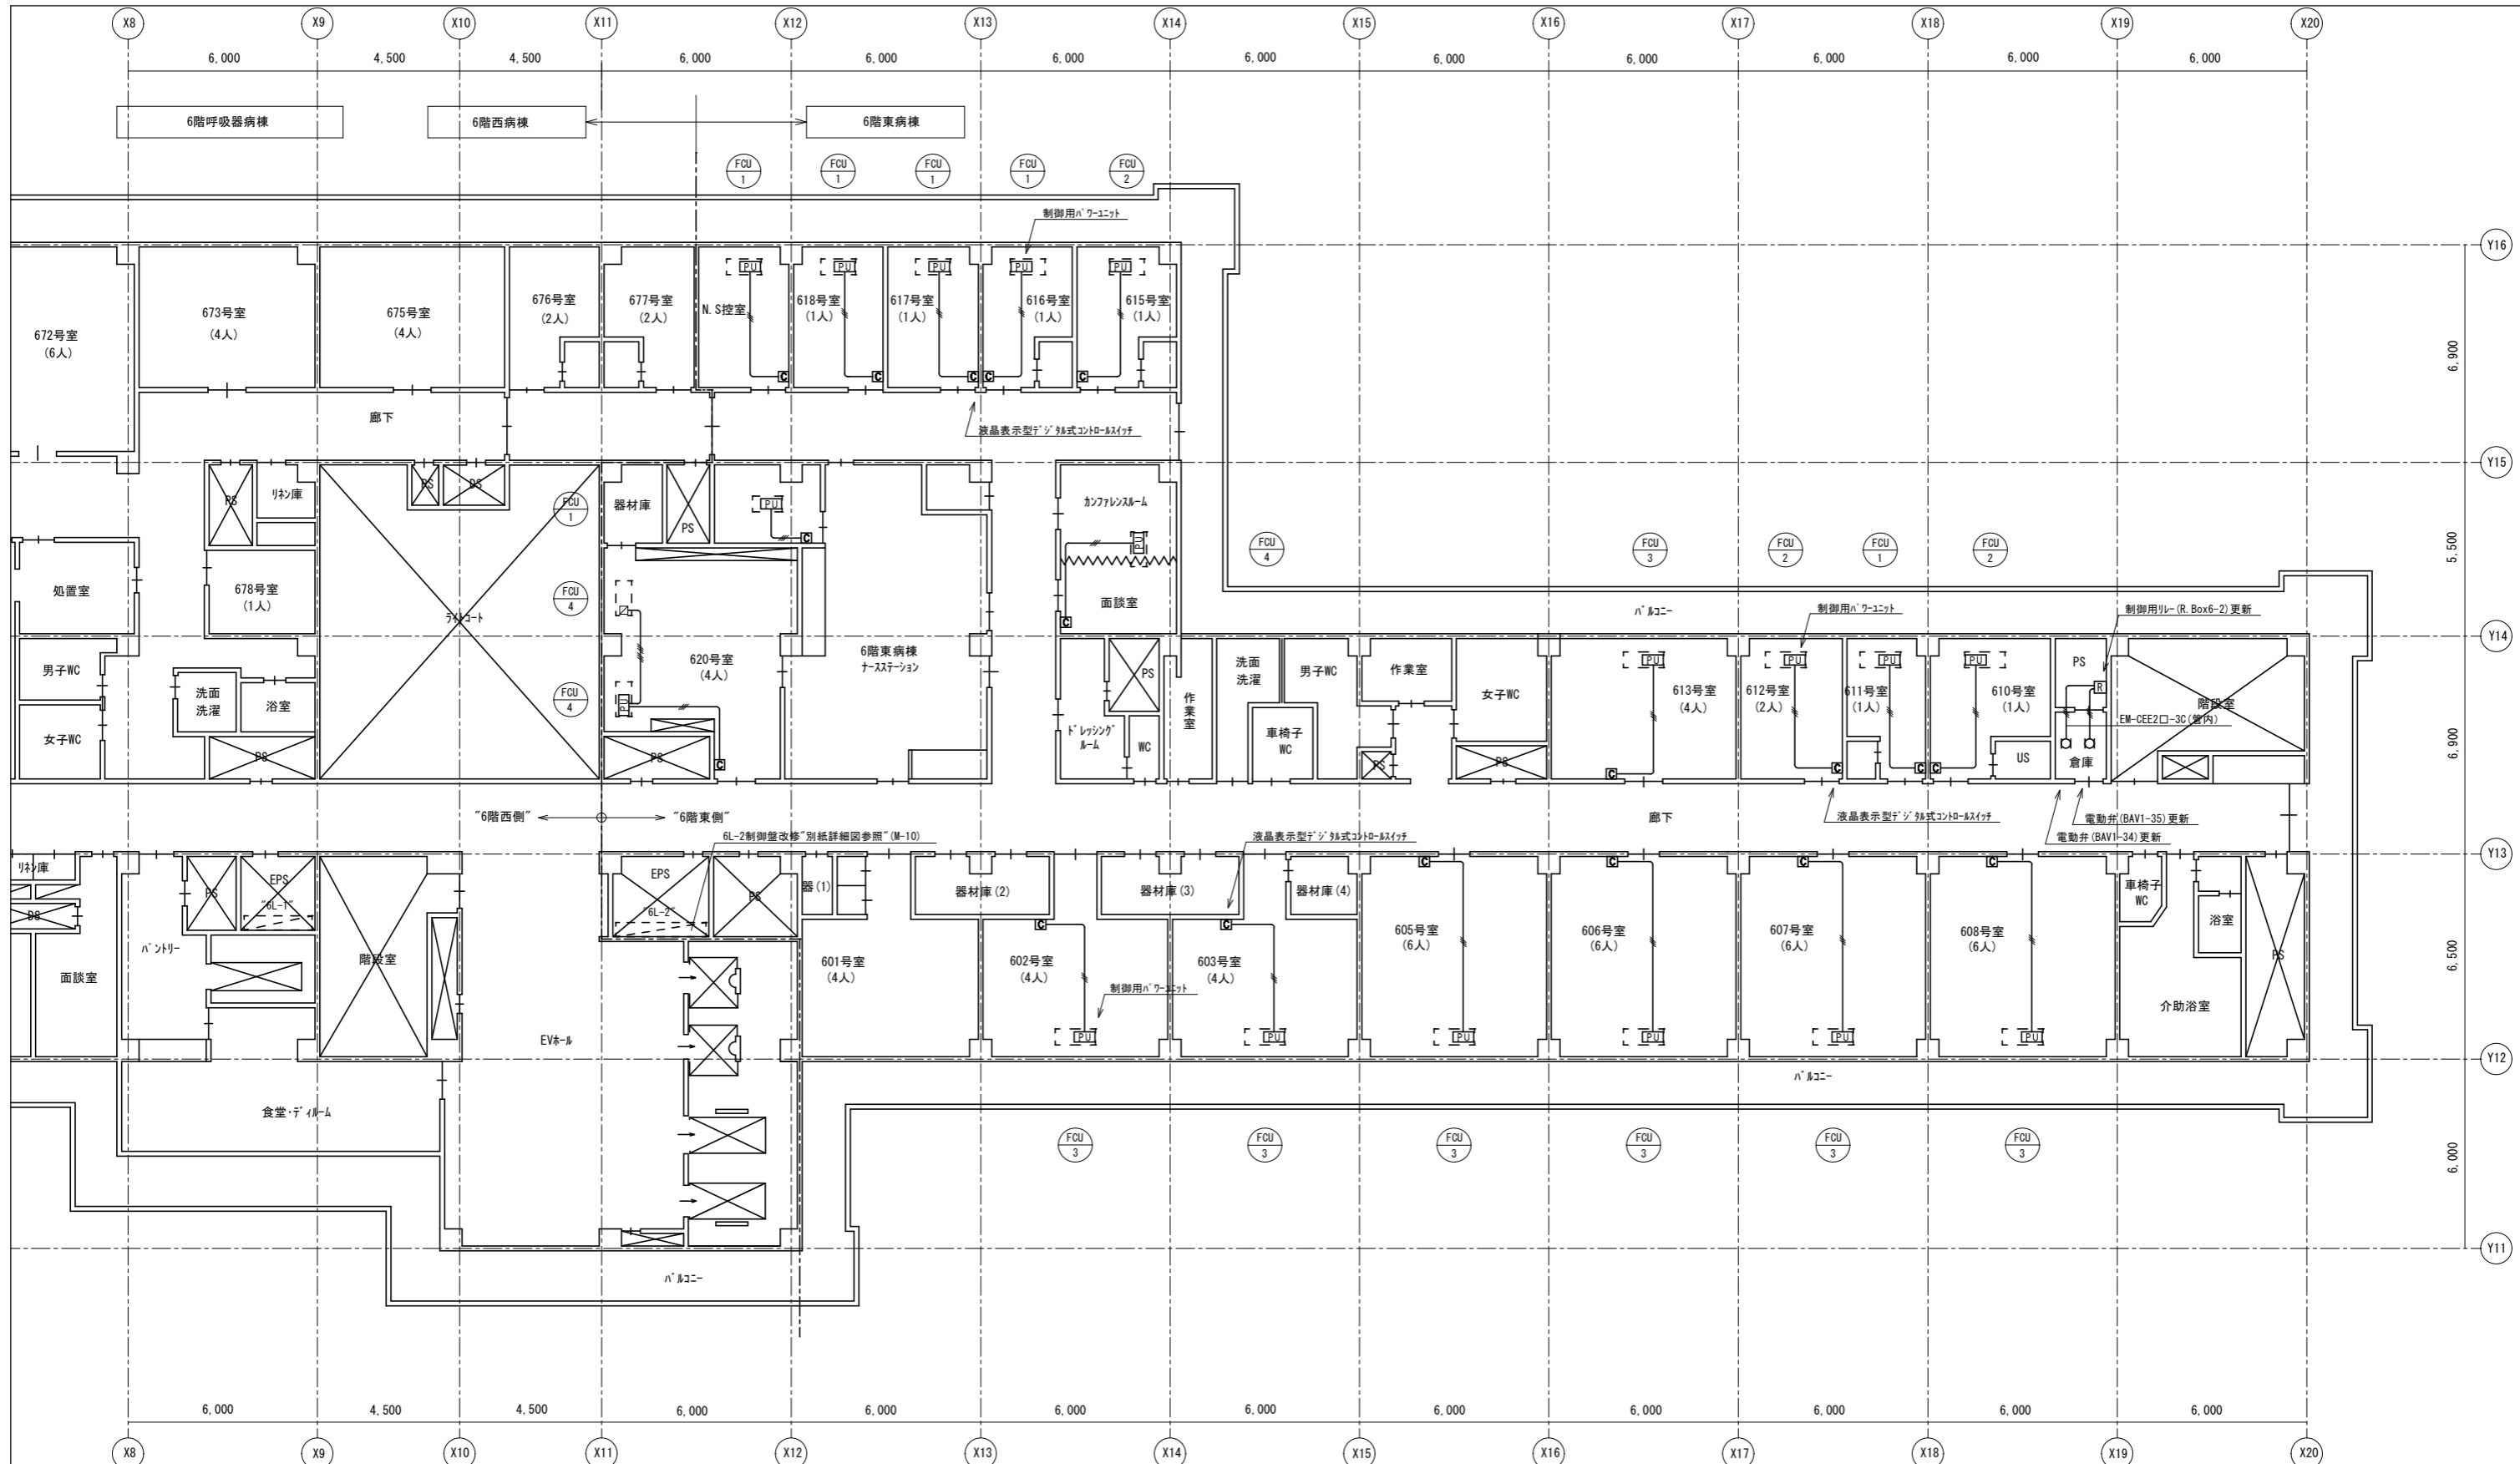 X8 X9 X10 X11 X12 X13 X14 X15 X16 X17 X18 X19 X20
6,000 4,500 4,500 6,000 6,000 6,000 6,000 6,000 6,000 6,000 6,000 6,000
6階呼吸器病棟 6階西病棟 6階東病棟
FCU 1 FCU 1 FCU 1 FCU 1 FCU 2
制御用パワーユニット
Y16
PU PU PU PU PU
672号室
(6人)
673号室
(4人)
675号室
(4人)
676号室
(2人)
677号室
(2人)
N.S控室
618号室
(1人)
617号室
(1人)
616号室
(1人)
615号室
(1人)
6,900
C C C C C
廊下
液晶表示型デジタル式コントロールスイッチ
Y15
PS リネン庫 PS DS
FCU 1
器材庫 PS PU C
カンファレンスルーム
PU
FCU 4 FCU 3 FCU 2 FCU 1 FCU 2
5,500
処置室
678号室
(1人)
ライトコート
FCU 4
面談室
C
バルコニー
制御用パワーユニット
制御用リレー(R.Box6-2)更新
Y14
男子WC
女子WC
洗面
洗濯
浴室
PS
FCU 4
PU
620号室
(4人)
PS
C
6階東病棟
ナースステーション
PS
ドレッシング
ルーム
WC
作業室
洗面
洗濯
男子WC
車椅子
WC
作業室
PS
女子WC
PS
PU
613号室
(4人)
C
PU
612号室
(2人)
C
PU
611号室
(1人)
C
PU
610号室
(1人)
C
US
PS
R
倉庫
階段室
EM-CEE2□-3C(管内)
6,900
"6階西側" "6階東側"
6L-2制御盤改修"別紙詳細図参照"(M-10)
液晶表示型デジタル式コントロールスイッチ
廊下
液晶表示型デジタル式コントロールスイッチ
電動弁(BAV1-35)更新
電動弁(BAV1-34)更新
Y13
リネン庫
DS
面談室
パントリー
PS
EPS
"6L-1"
階段室
EPS
"6L-2"
PS
器(1)
器材庫(2)
器材庫(3)
器材庫(4)
EVホール
601号室
(4人)
C
602号室
(4人)
制御用パワーユニット
PU
C
603号室
(4人)
PU
C
605号室
(6人)
PU
C
606号室
(6人)
PU
C
607号室
(6人)
PU
C
608号室
(6人)
PU
車椅子
WC
浴室
介助浴室
PS
6,500
Y12
バルコニー
食堂・ディルーム
FCU 3 FCU 3 FCU 3 FCU 3 FCU 3 FCU 3
6,000
Y11
バルコニー
6,000 4,500 4,500 6,000 6,000 6,000 6,000 6,000 6,000 6,000 6,000 6,000
X8 X9 X10 X11 X12 X13 X14 X15 X16 X17 X18 X19 X20